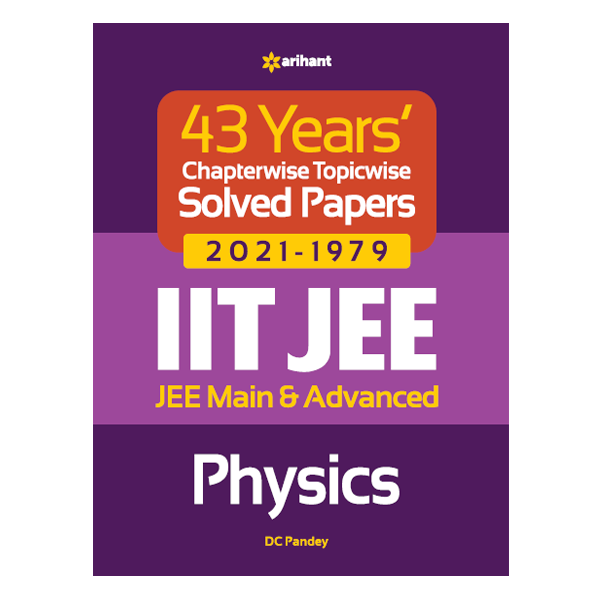 arihant
43 Years'
Chapterwise Topicwise
Solved Papers
2021-1979
IIT JEE
JEE Main & Advanced
Physics
DC Pandey